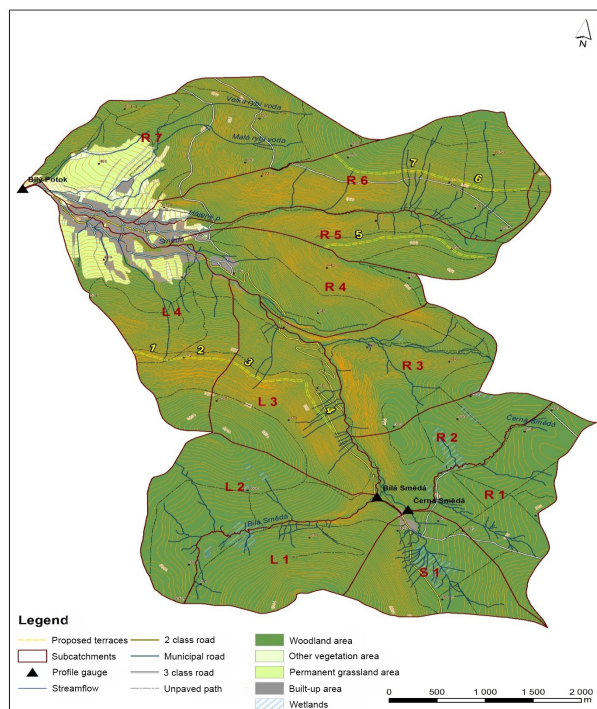 N
Velká rybí voda
Malá rybí voda
R 7
Bílý Potok
Hájený p.
Smědá
R 6
7
6
R 5
5
R 4
L 4
1
2
3
4
L 3
R 3
R 2
Černá Smědá
R 1
L 2
Bílá Smědá
Černá Smědá
Bílá Smědá
L 1
S 1
Legend
Proposed terraces
Subcatchments
Profile gauge
Streamflow
2 class road
Municipal road
3 class road
Unpaved path
Woodland area
Other vegetation area
Permanent grassland area
Built-up area
Wetlands
0 500 1 000 1 500 2 000
m